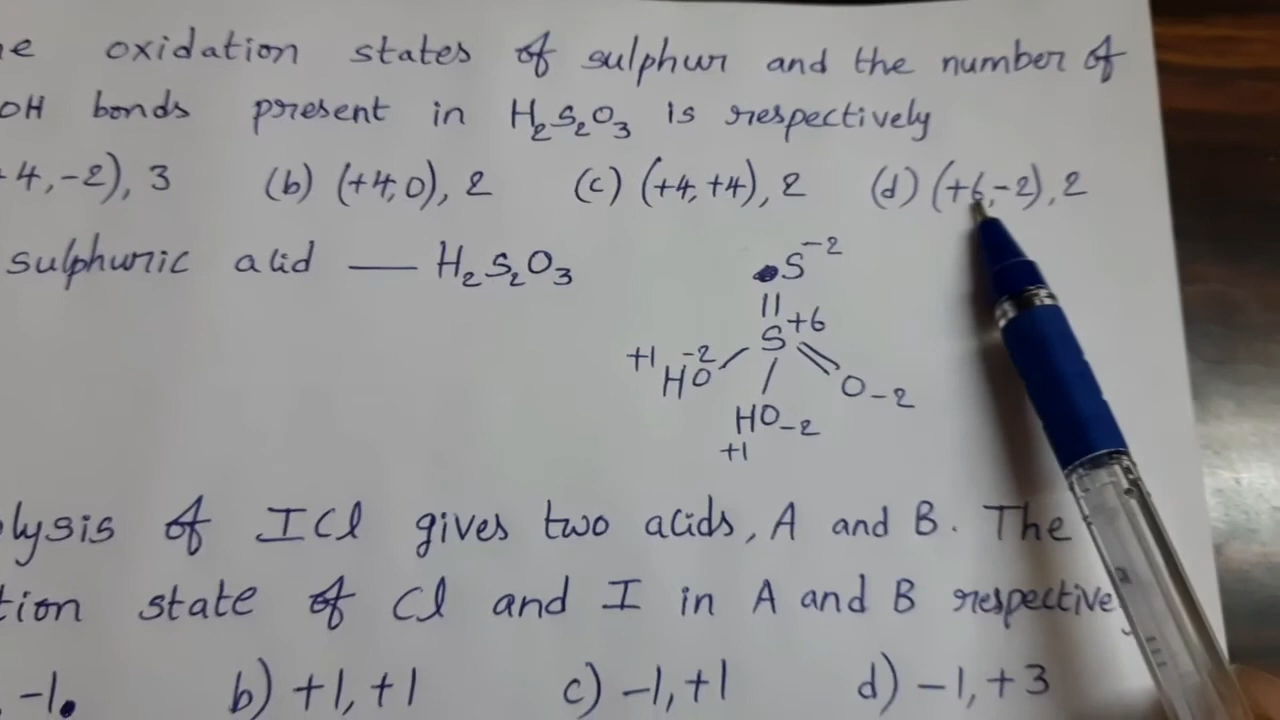 e oxidation states of sulphur and the number of
OH bonds present in H₂S₂O₃ is respectively
+4,-2), 3 (b) (+4,0), 2 (c) (+4,+4), 2 (d) (+6,-2), 2
sulphuric acid — H₂S₂O₃
S -2
S +6
+1 -2
HO
O -2
HO -2
+1
lysis of ICl gives two acids, A and B. The
tion state of Cl and I in A and B respective
-1. b) +1, +1 c) -1, +1 d) -1, +3